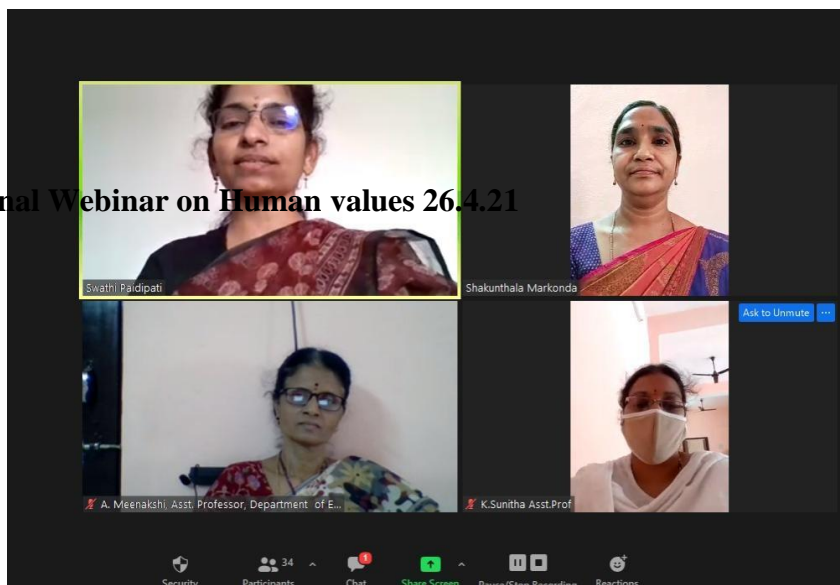 nal Webinar on Human values 26.4.21
Swathi Paidipati
Shakunthala Markonda
Ask to Unmute ...
A. Meenakshi, Asst. Professor, Department of E...
K.Sunitha Asst.Prof
34
1
Security
Participants
Chat
Share Screen
Pause/Stop Recording
Reactions